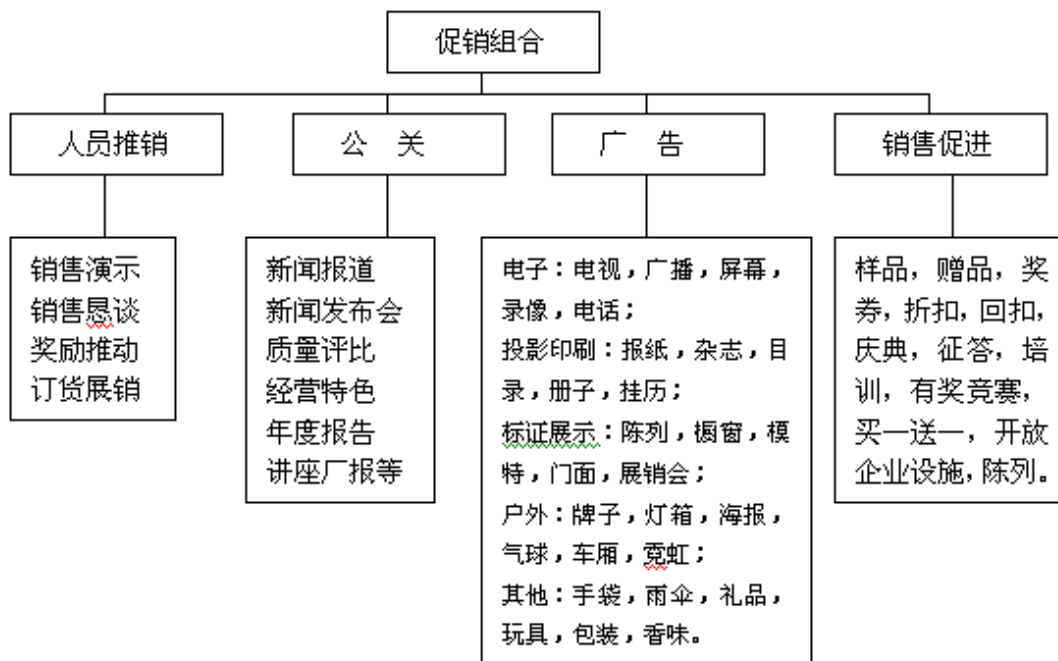 促销组合
人员推销
公 关
广 告
销售促进
销售演示
销售恳谈
奖励推动
订货展销
新闻报道
新闻发布会
质量评比
经营特色
年度报告
讲座厂报等
电子：电视，广播，屏幕，
录像，电话；
投影印刷：报纸，杂志，目
录，册子，挂历；
标证展示：陈列，橱窗，模
特，门面，展销会；
户外：牌子，灯箱，海报，
气球，车厢，霓虹；
其他：手袋，雨伞，礼品，
玩具，包装，香味。
样品，赠品，奖
券，折扣，回扣，
庆典，征答，培
训，有奖竞赛，
买一送一，开放
企业设施，陈列。